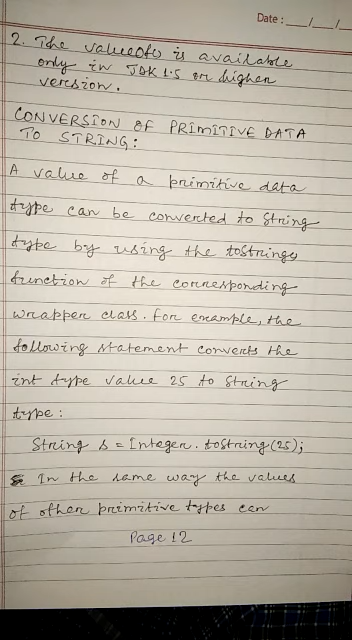 Date: __/__/__
2. The valueOf() is available
only in JDK 1.5 or higher
version.
CONVERSION OF PRIMITIVE DATA
TO STRING:
A value of a primitive data
type can be converted to String
type by using the toString()
function of the corresponding
wrapper class. For example, the
following statement converts the
int type value 25 to String
type:
String s = Integer.toString(25);
In the same way the values
of other primitive types can
Page 12